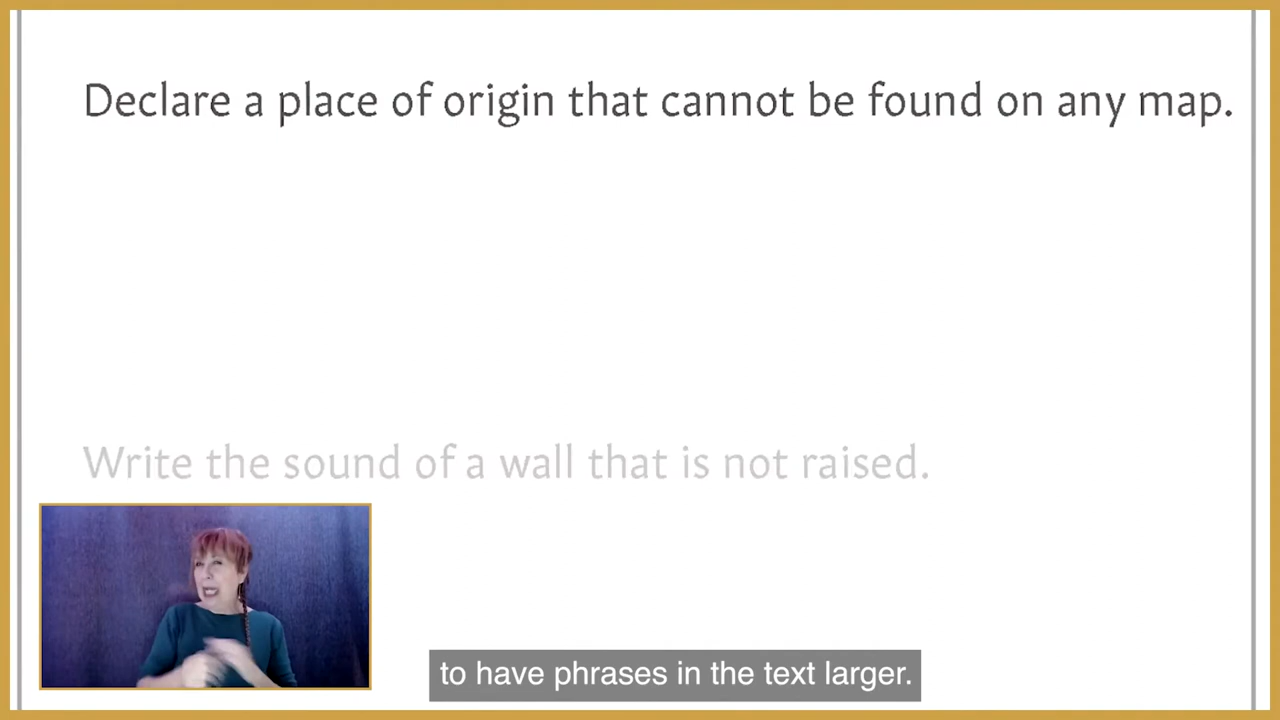 Declare a place of origin that cannot be found on any map.
Write the sound of a wall that is not raised.
to have phrases in the text larger.